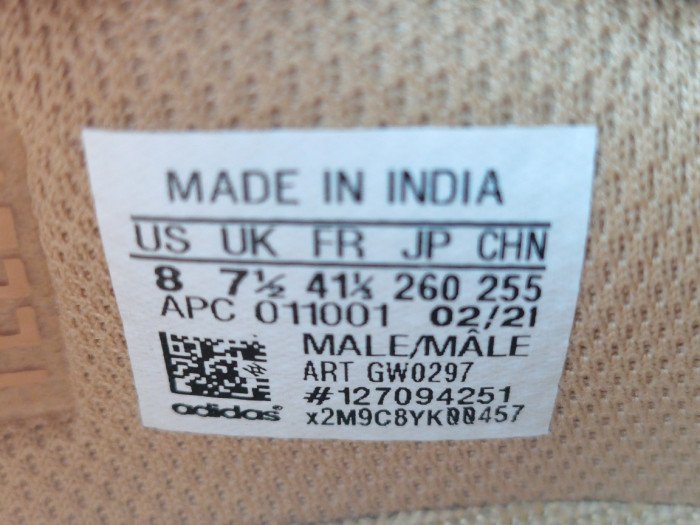 MADE IN INDIA
US UK FR JP CHN
8 7½ 41⅓ 260 255
APC 011001 02/21
MALE/MÂLE
ART GW0297
#127094251
adidas® x2M9C8YK00457